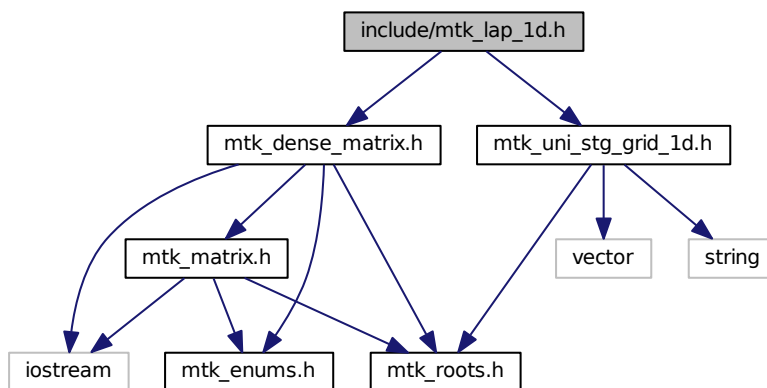 include/mtk_lap_1d.h
mtk_dense_matrix.h
mtk_uni_stg_grid_1d.h
mtk_matrix.h
vector
string
iostream
mtk_enums.h
mtk_roots.h